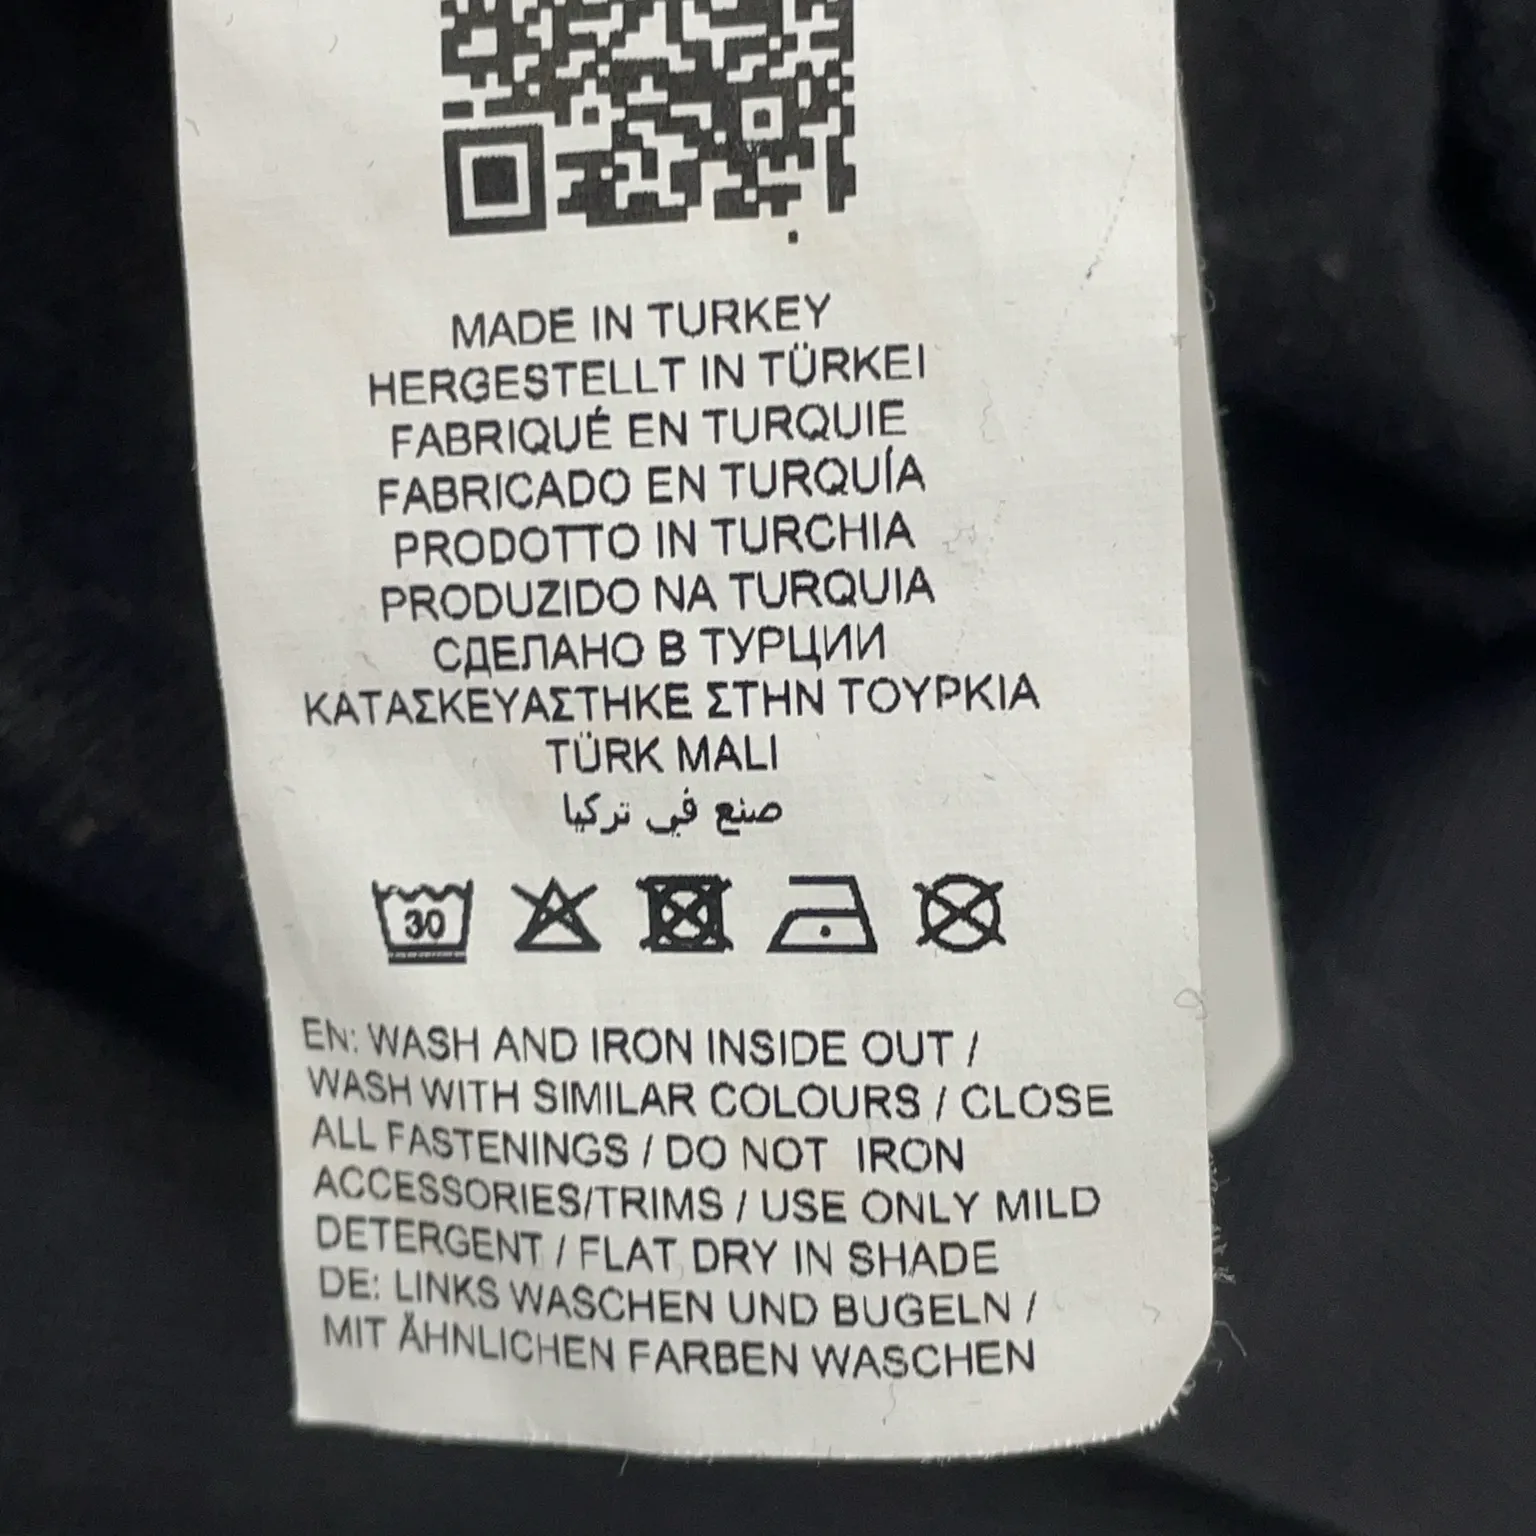 MADE IN TURKEY
HERGESTELLT IN TÜRKEI
FABRIQUÉ EN TURQUIE
FABRICADO EN TURQUÍA
PRODOTTO IN TURCHIA
PRODUZIDO NA TURQUIA
СДЕЛАНО В ТУРЦИИ
ΚΑΤΑΣΚΕΥΑΣΤΗΚΕ ΣΤΗΝ ΤΟΥΡΚΙΑ
TÜRK MALI
صنع في تركيا
30
EN: WASH AND IRON INSIDE OUT /
WASH WITH SIMILAR COLOURS / CLOSE
ALL FASTENINGS / DO NOT IRON
ACCESSORIES/TRIMS / USE ONLY MILD
DETERGENT / FLAT DRY IN SHADE
DE: LINKS WASCHEN UND BUGELN /
MIT ÄHNLICHEN FARBEN WASCHEN